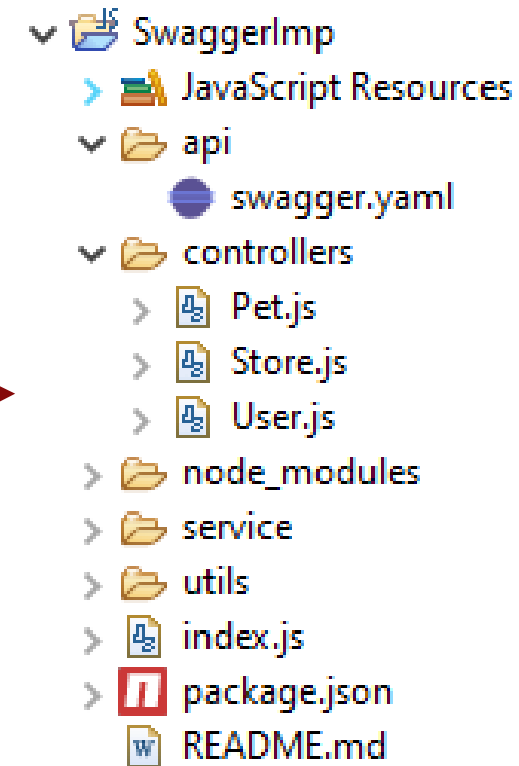 SwaggerImp
JavaScript Resources
api
swagger.yaml
controllers
Pet.js
Store.js
User.js
node_modules
service
utils
index.js
package.json
README.md